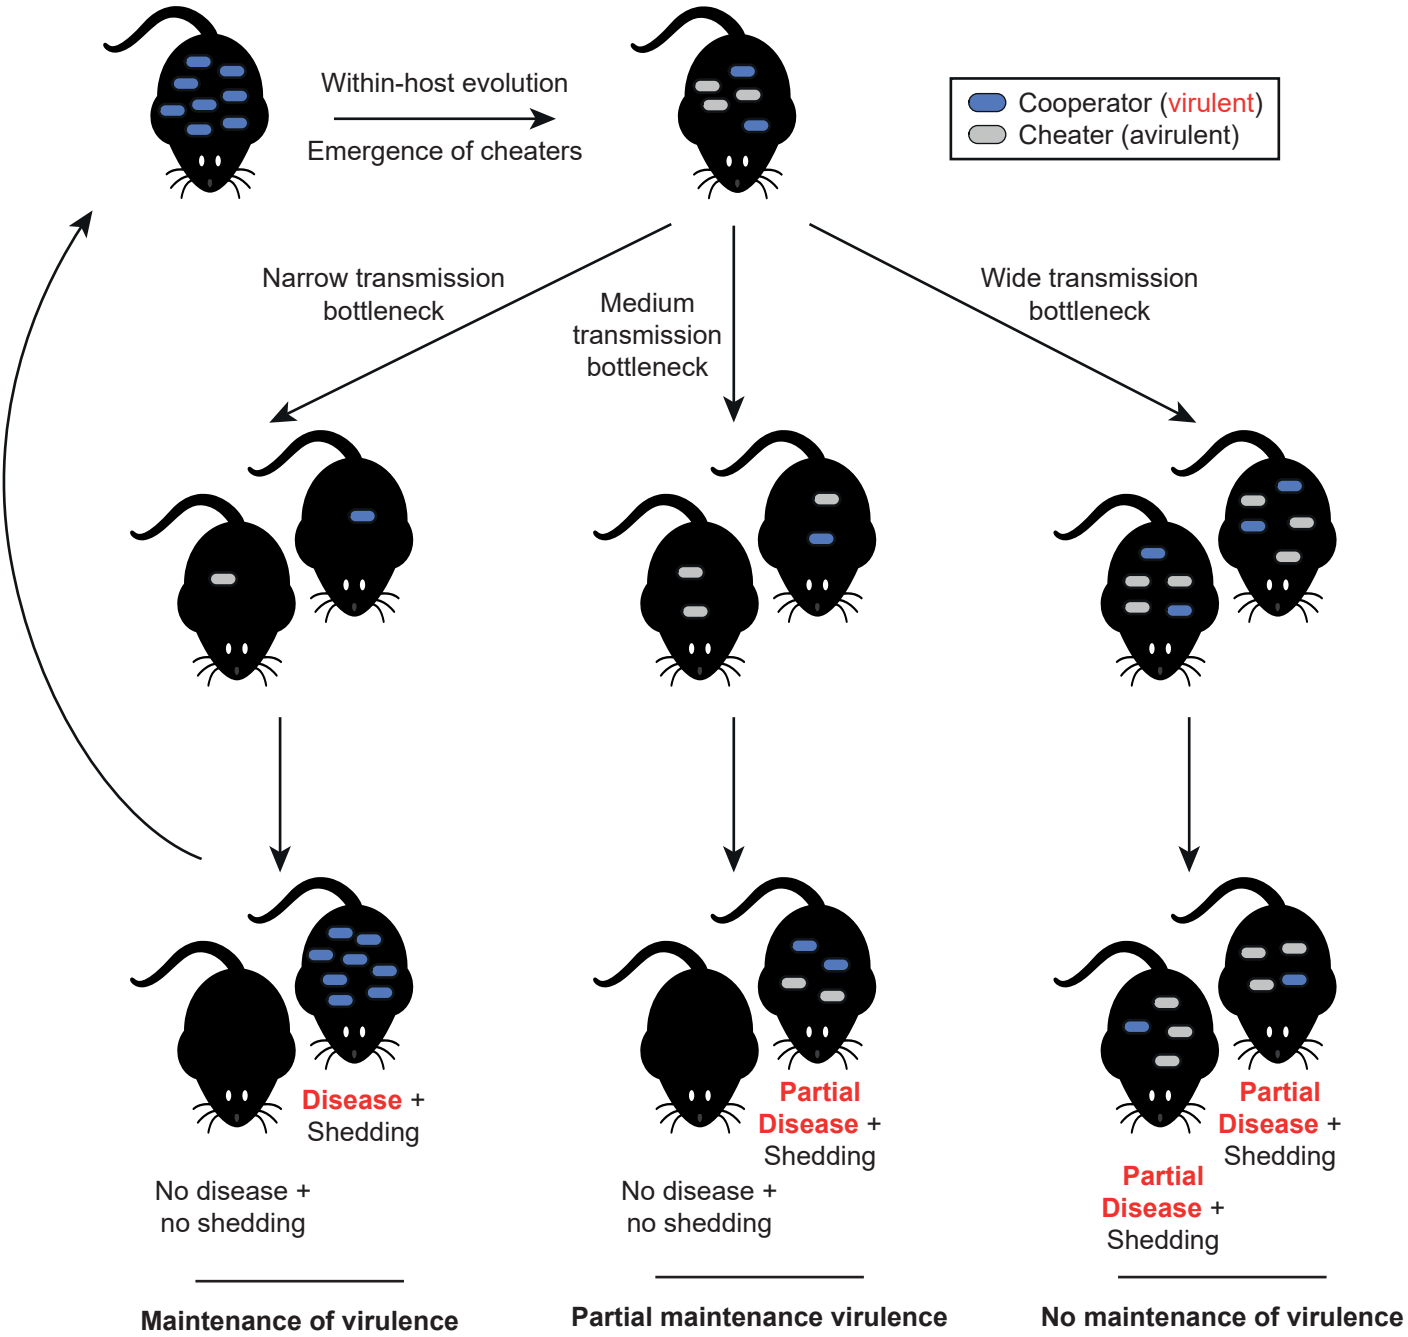 Within-host evolution
Emergence of cheaters
Cooperator (virulent)
Cheater (avirulent)
Narrow transmission
bottleneck
Medium
transmission
bottleneck
Wide transmission
bottleneck
Disease +
Shedding
No disease +
no shedding
Partial
Disease +
Shedding
No disease +
no shedding
Partial
Disease +
Shedding
Partial
Disease +
Shedding
Maintenance of virulence
Partial maintenance virulence
No maintenance of virulence